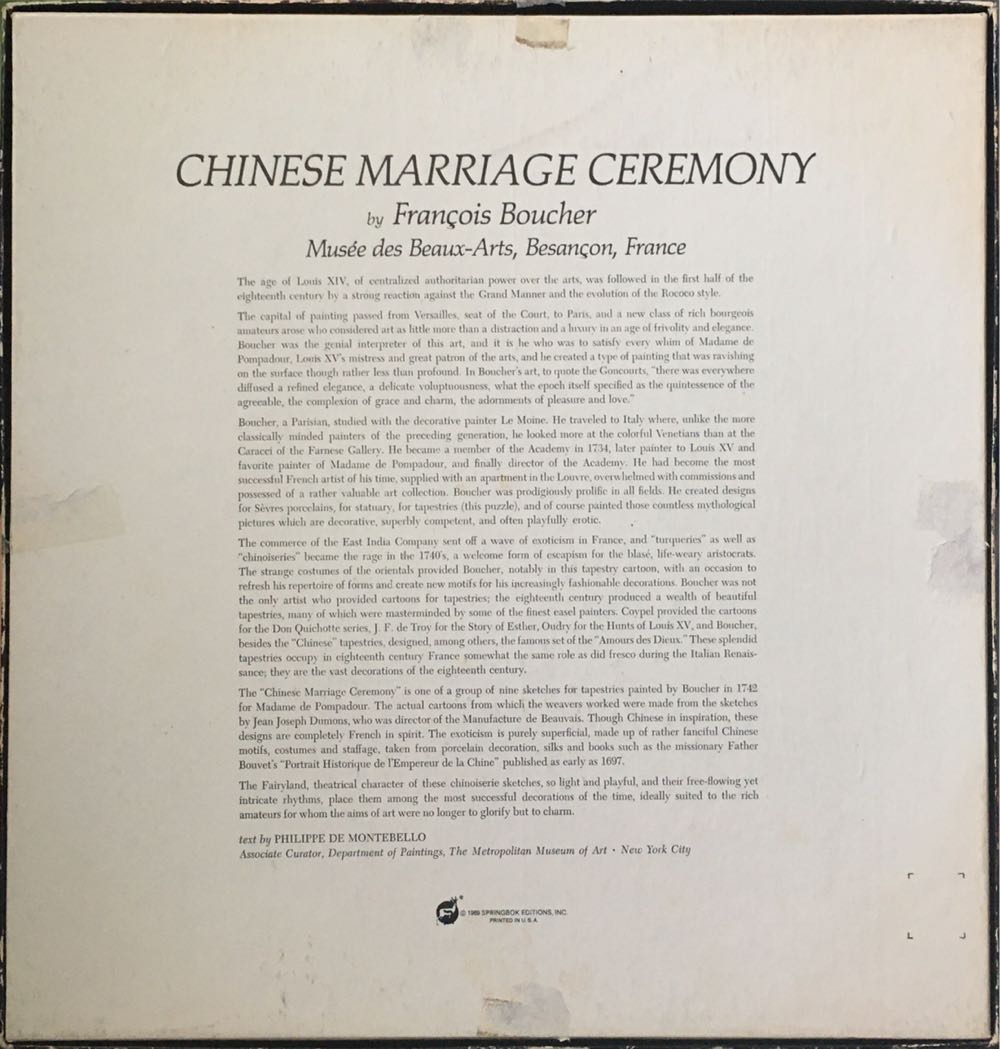 CHINESE MARRIAGE CEREMONY
by François Boucher
Musée des Beaux-Arts, Besançon, France
The age of Louis XIV, of centralized authoritarian power over the arts, was followed in the first half of the
eighteenth century by a strong reaction against the Grand Manner and the evolution of the Rococo style.
The capital of painting passed from Versailles, seat of the Court, to Paris, and a new class of rich bourgeois
amateurs arose who considered art as little more than a distraction and a luxury in an age of frivolity and elegance.
Boucher was the genial interpreter of this art, and it is he who was to satisfy every whim of Madame de
Pompadour, Louis XV's mistress and great patron of the arts, and he created a type of painting that was ravishing
on the surface though rather less than profound. In Boucher's art, to quote the Goncourts, "there was everywhere
diffused a refined elegance, a delicate voluptuousness, what the epoch itself specified as the quintessence of the
agreeable, the complexion of grace and charm, the adornments of pleasure and love."
Boucher, a Parisian, studied with the decorative painter Le Moine. He traveled to Italy where, unlike the more
classically minded painters of the preceding generation, he looked more at the colorful Venetians than at the
Caracci of the Farnese Gallery. He became a member of the Academy in 1734, later painter to Louis XV and
favorite painter of Madame de Pompadour, and finally director of the Academy. He had become the most
successful French artist of his time, supplied with an apartment in the Louvre, overwhelmed with commissions and
possessed of a rather valuable art collection. Boucher was prodigiously prolific in all fields. He created designs
for Sèvres porcelains, for statuary, for tapestries (this puzzle), and of course painted those countless mythological
pictures which are decorative, superbly competent, and often playfully erotic.
The commerce of the East India Company sent off a wave of exoticism in France, and "turqueries" as well as
"chinoiseries" became the rage in the 1740's, a welcome form of escapism for the blasé, life-weary aristocrats.
The strange costumes of the orientals provided Boucher, notably in this tapestry cartoon, with an occasion to
refresh his repertoire of forms and create new motifs for his increasingly fashionable decorations. Boucher was not
the only artist who provided cartoons for tapestries; the eighteenth century produced a wealth of beautiful
tapestries, many of which were masterminded by some of the finest easel painters. Coypel provided the cartoons
for the Don Quichotte series, J. F. de Troy for the Story of Esther, Oudry for the Hunts of Louis XV, and Boucher,
besides the "Chinese" tapestries, designed, among others, the famous set of the "Amours des Dieux." These splendid
tapestries occupy in eighteenth century France somewhat the same role as did fresco during the Italian Renais-
sance; they are the vast decorations of the eighteenth century.
The "Chinese Marriage Ceremony" is one of a group of nine sketches for tapestries painted by Boucher in 1742
for Madame de Pompadour. The actual cartoons from which the weavers worked were made from the sketches
by Jean Joseph Dumons, who was director of the Manufacture de Beauvais. Though Chinese in inspiration, these
designs are completely French in spirit. The exoticism is purely superficial, made up of rather fanciful Chinese
motifs, costumes and staffage, taken from porcelain decoration, silks and books such as the missionary Father
Bouvet's "Portrait Historique de l'Empereur de la Chine" published as early as 1697.
The Fairyland, theatrical character of these chinoiserie sketches, so light and playful, and their free-flowing yet
intricate rhythms, place them among the most successful decorations of the time, ideally suited to the rich
amateurs for whom the aims of art were no longer to glorify but to charm.
text by PHILIPPE DE MONTEBELLO
Associate Curator, Department of Paintings, The Metropolitan Museum of Art · New York City
® © 1969 SPRINGBOK EDITIONS, INC.
PRINTED IN U.S.A.